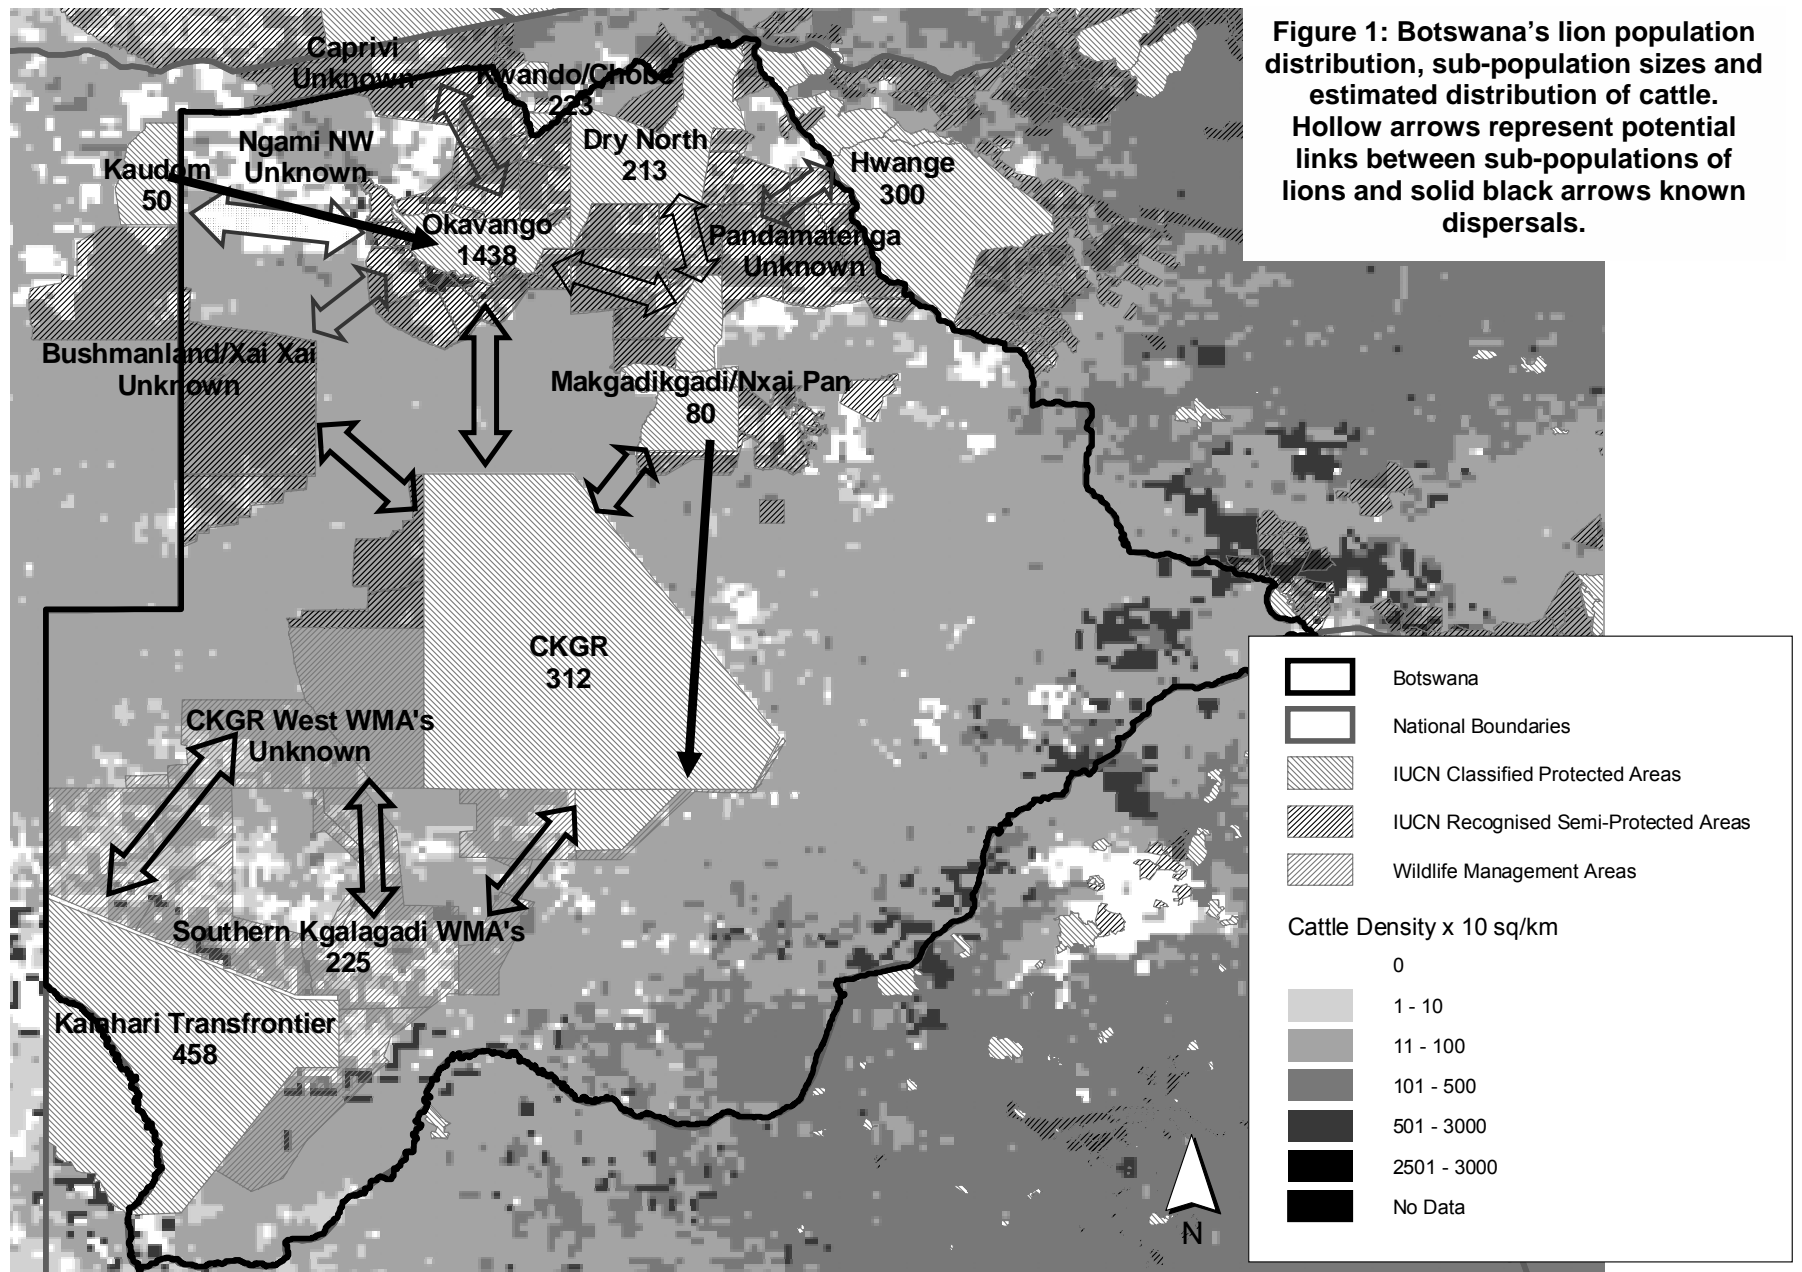 Figure 1: Botswana's lion population
distribution, sub-population sizes and
estimated distribution of cattle.
Hollow arrows represent potential
links between sub-populations of
lions and solid black arrows known
dispersals.
Caprivi
Unknown
Kwando/Chobe
223
Ngami NW
Unknown
Kaudom
50
Dry North
213
Hwange
300
Okavango
1438
Pandamatenga
Unknown
Bushmanland/Xai Xai
Unknown
Makgadikgadi/Nxai Pan
80
CKGR
312
CKGR West WMA's
Unknown
Southern Kgalagadi WMA's
225
Kalahari Transfrontier
458
Botswana
National Boundaries
IUCN Classified Protected Areas
IUCN Recognised Semi-Protected Areas
Wildlife Management Areas
Cattle Density x 10 sq/km
0
1 - 10
11 - 100
101 - 500
501 - 3000
2501 - 3000
No Data
N